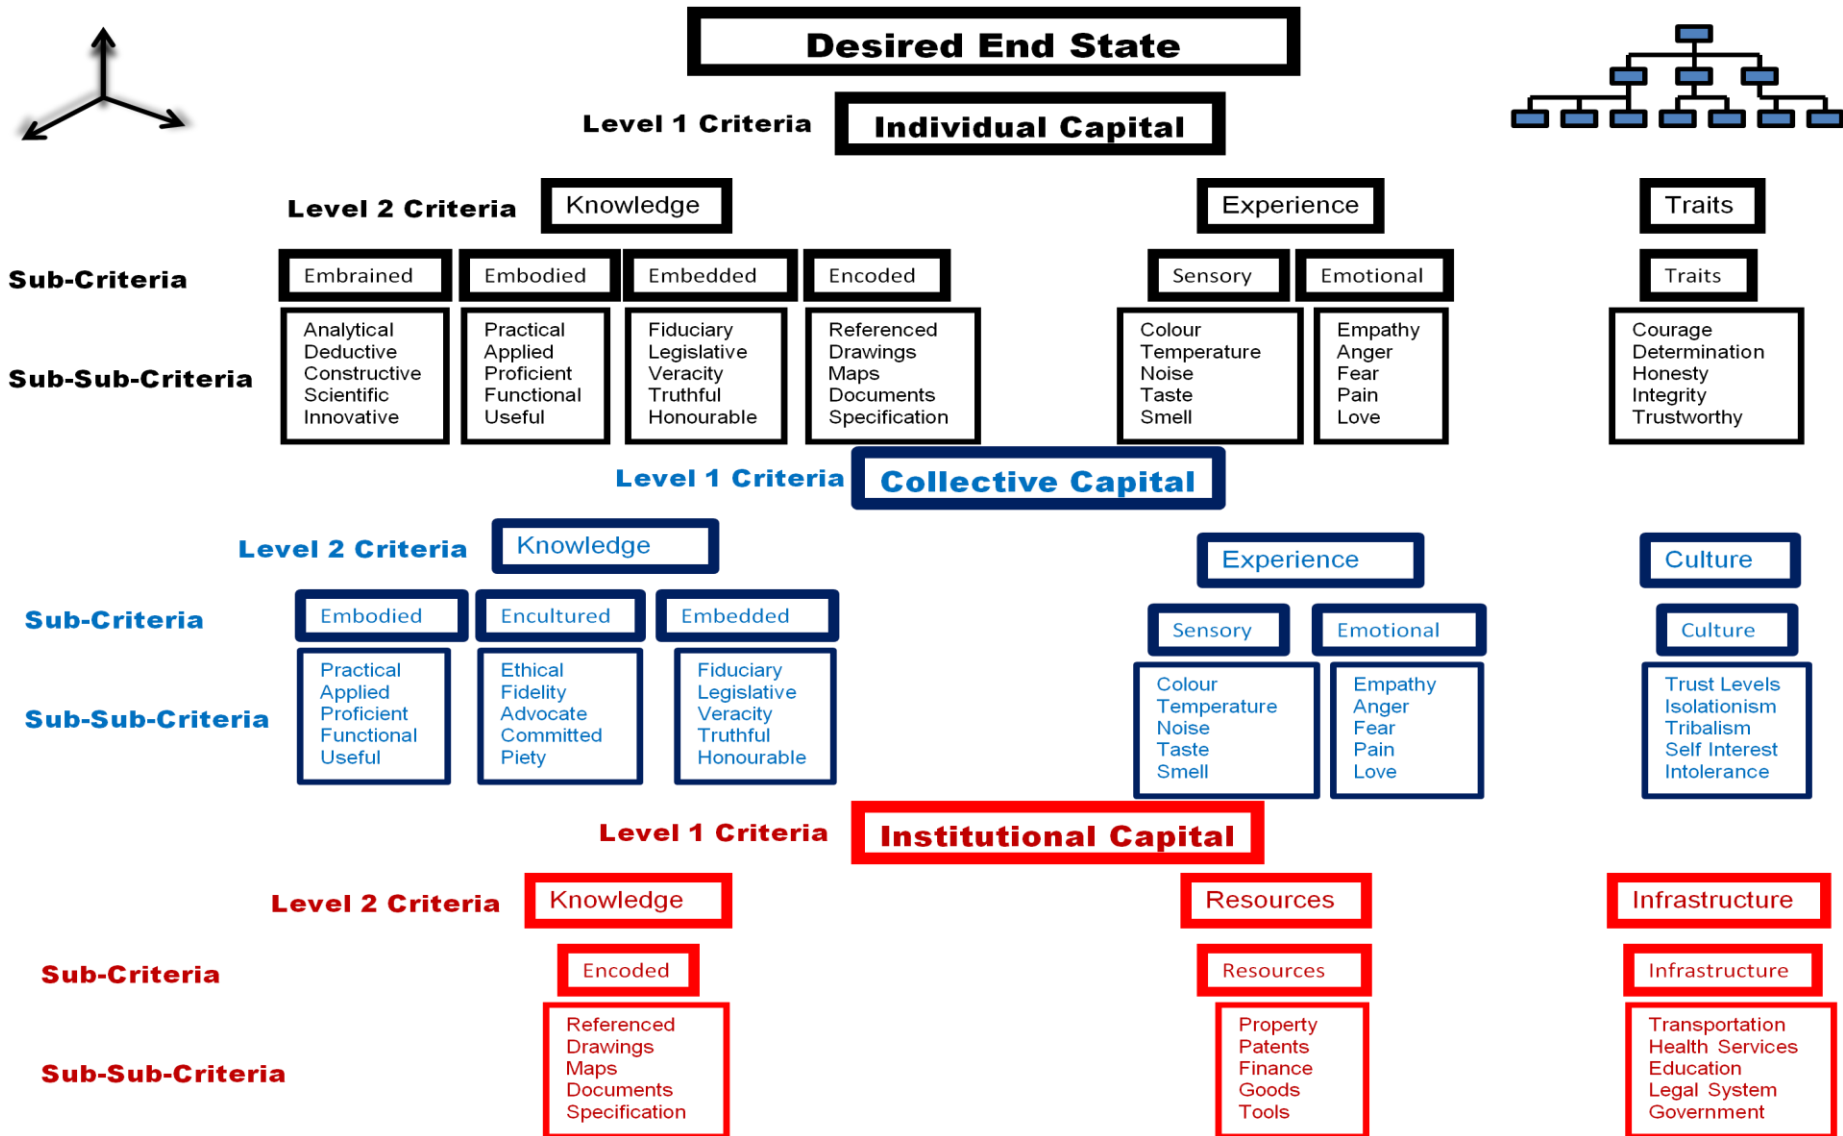 Desired End State
Level 1 Criteria Individual Capital
Level 2 Criteria Knowledge Experience Traits
Sub-Criteria Embrained Embodied Embedded Encoded Sensory Emotional Traits
Sub-Sub-Criteria
Analytical
Deductive
Constructive
Scientific
Innovative
Practical
Applied
Proficient
Functional
Useful
Fiduciary
Legislative
Veracity
Truthful
Honourable
Referenced
Drawings
Maps
Documents
Specification
Colour
Temperature
Noise
Taste
Smell
Empathy
Anger
Fear
Pain
Love
Courage
Determination
Honesty
Integrity
Trustworthy
Level 1 Criteria Collective Capital
Level 2 Criteria Knowledge Experience Culture
Sub-Criteria Embodied Encultured Embedded Sensory Emotional Culture
Sub-Sub-Criteria
Practical
Applied
Proficient
Functional
Useful
Ethical
Fidelity
Advocate
Committed
Piety
Fiduciary
Legislative
Veracity
Truthful
Honourable
Colour
Temperature
Noise
Taste
Smell
Empathy
Anger
Fear
Pain
Love
Trust Levels
Isolationism
Tribalism
Self Interest
Intolerance
Level 1 Criteria Institutional Capital
Level 2 Criteria Knowledge Resources Infrastructure
Sub-Criteria Encoded Resources Infrastructure
Sub-Sub-Criteria
Referenced
Drawings
Maps
Documents
Specification
Property
Patents
Finance
Goods
Tools
Transportation
Health Services
Education
Legal System
Government